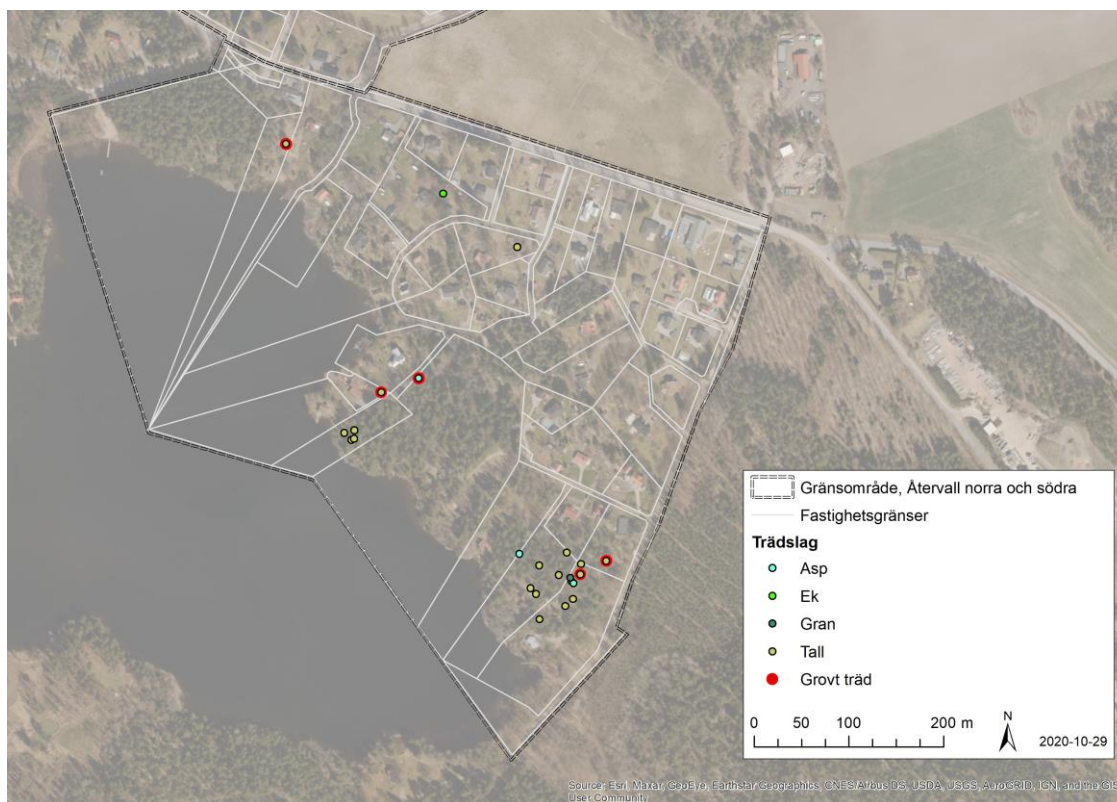 Gränsområde, Återvall norra och södra
Fastighetsgränser
Trädslag
Asp
Ek
Gran
Tall
Grovt träd
0 50 100 200 m
N
2020-10-29
Source: Esri, Maxar, GeoEye, Earthstar Geographics, CNES/Airbus DS, USDA, USGS, AeroGRID, IGN, and the GIS
User Community